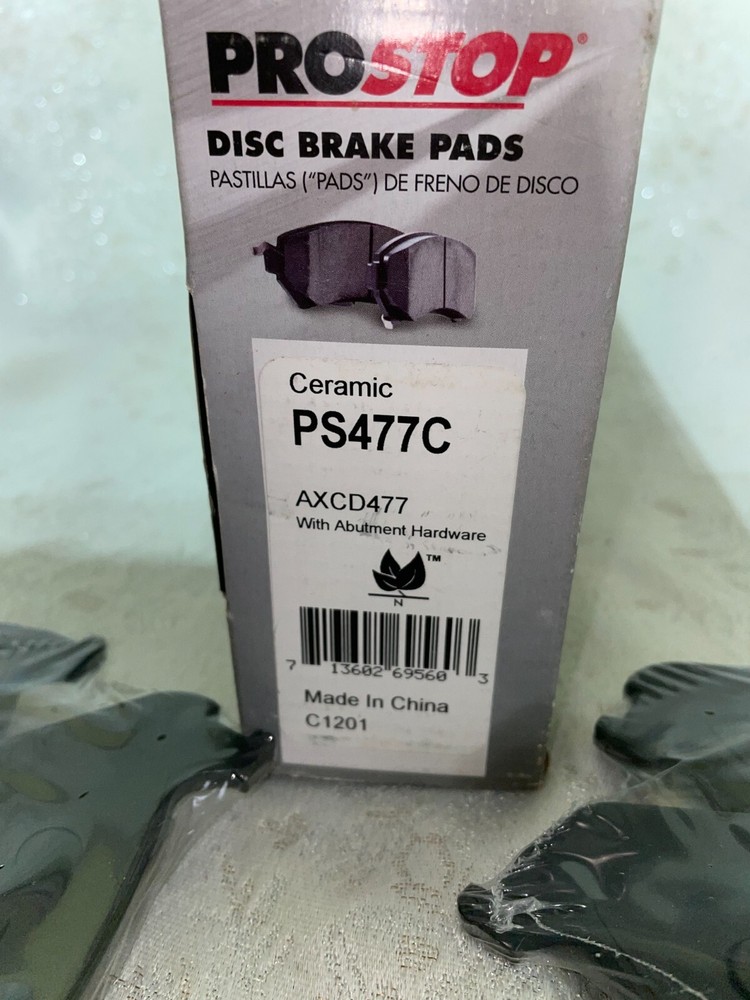 PROSTOP®
DISC BRAKE PADS
PASTILLAS ("PADS") DE FRENO DE DISCO
Ceramic
PS477C
AXCD477
With Abutment Hardware
TM
N
7 13602 69560 3
Made In China
C1201